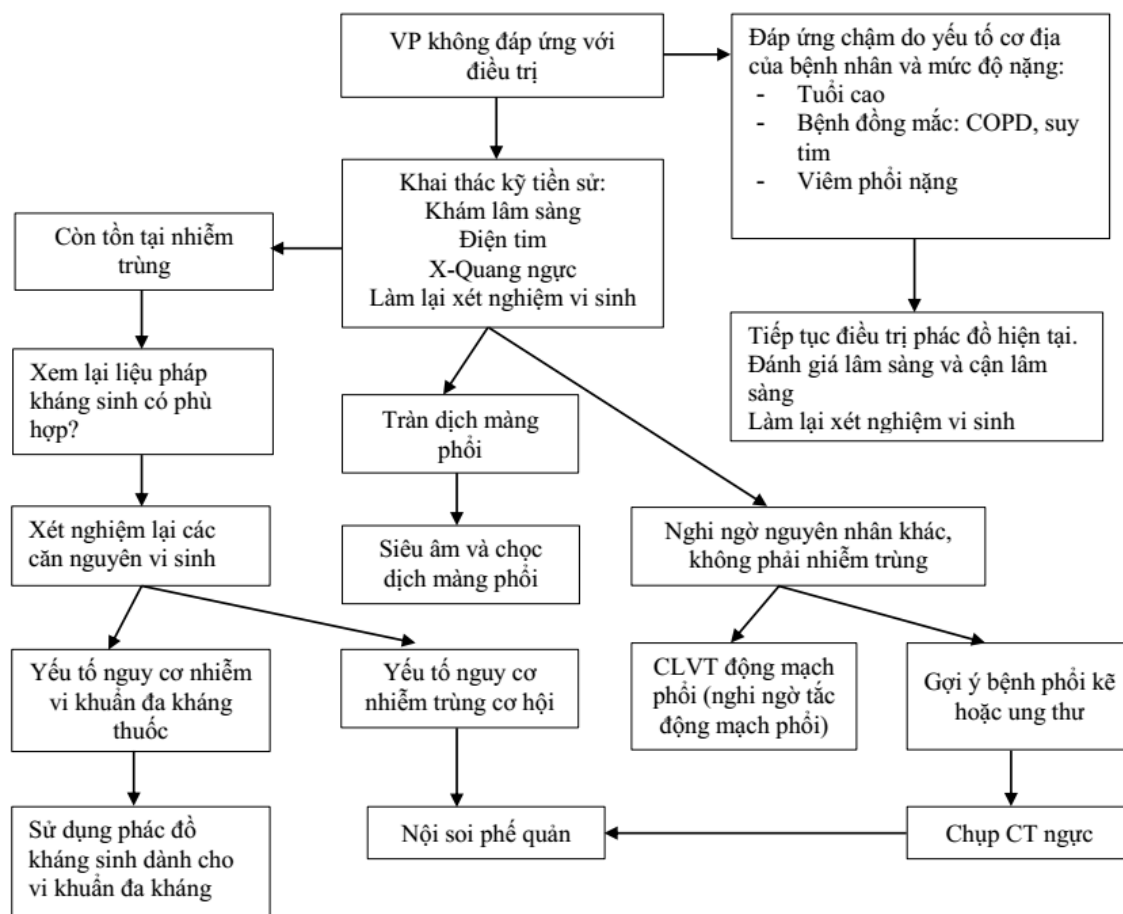 VP không đáp ứng với
điều trị
Đáp ứng chậm do yếu tố cơ địa
của bệnh nhân và mức độ nặng:
- Tuổi cao
- Bệnh đồng mắc: COPD, suy
tim
- Viêm phổi nặng
Khai thác kỹ tiền sử:
Khám lâm sàng
Điện tim
X-Quang ngực
Làm lại xét nghiệm vi sinh
Còn tồn tại nhiễm
trùng
Tiếp tục điều trị phác đồ hiện tại.
Đánh giá lâm sàng và cận lâm
sàng
Làm lại xét nghiệm vi sinh
Xem lại liệu pháp
kháng sinh có phù
hợp?
Tràn dịch màng
phổi
Xét nghiệm lại các
căn nguyên vi sinh
Siêu âm và chọc
dịch màng phổi
Nghi ngờ nguyên nhân khác,
không phải nhiễm trùng
Yếu tố nguy cơ nhiễm
vi khuẩn đa kháng
thuốc
Yếu tố nguy cơ
nhiễm trùng cơ hội
CLVT động mạch
phổi (nghi ngờ tắc
động mạch phổi)
Gợi ý bệnh phổi kẽ
hoặc ung thư
Sử dụng phác đồ
kháng sinh dành cho
vi khuẩn đa kháng
Nội soi phế quản
Chụp CT ngực